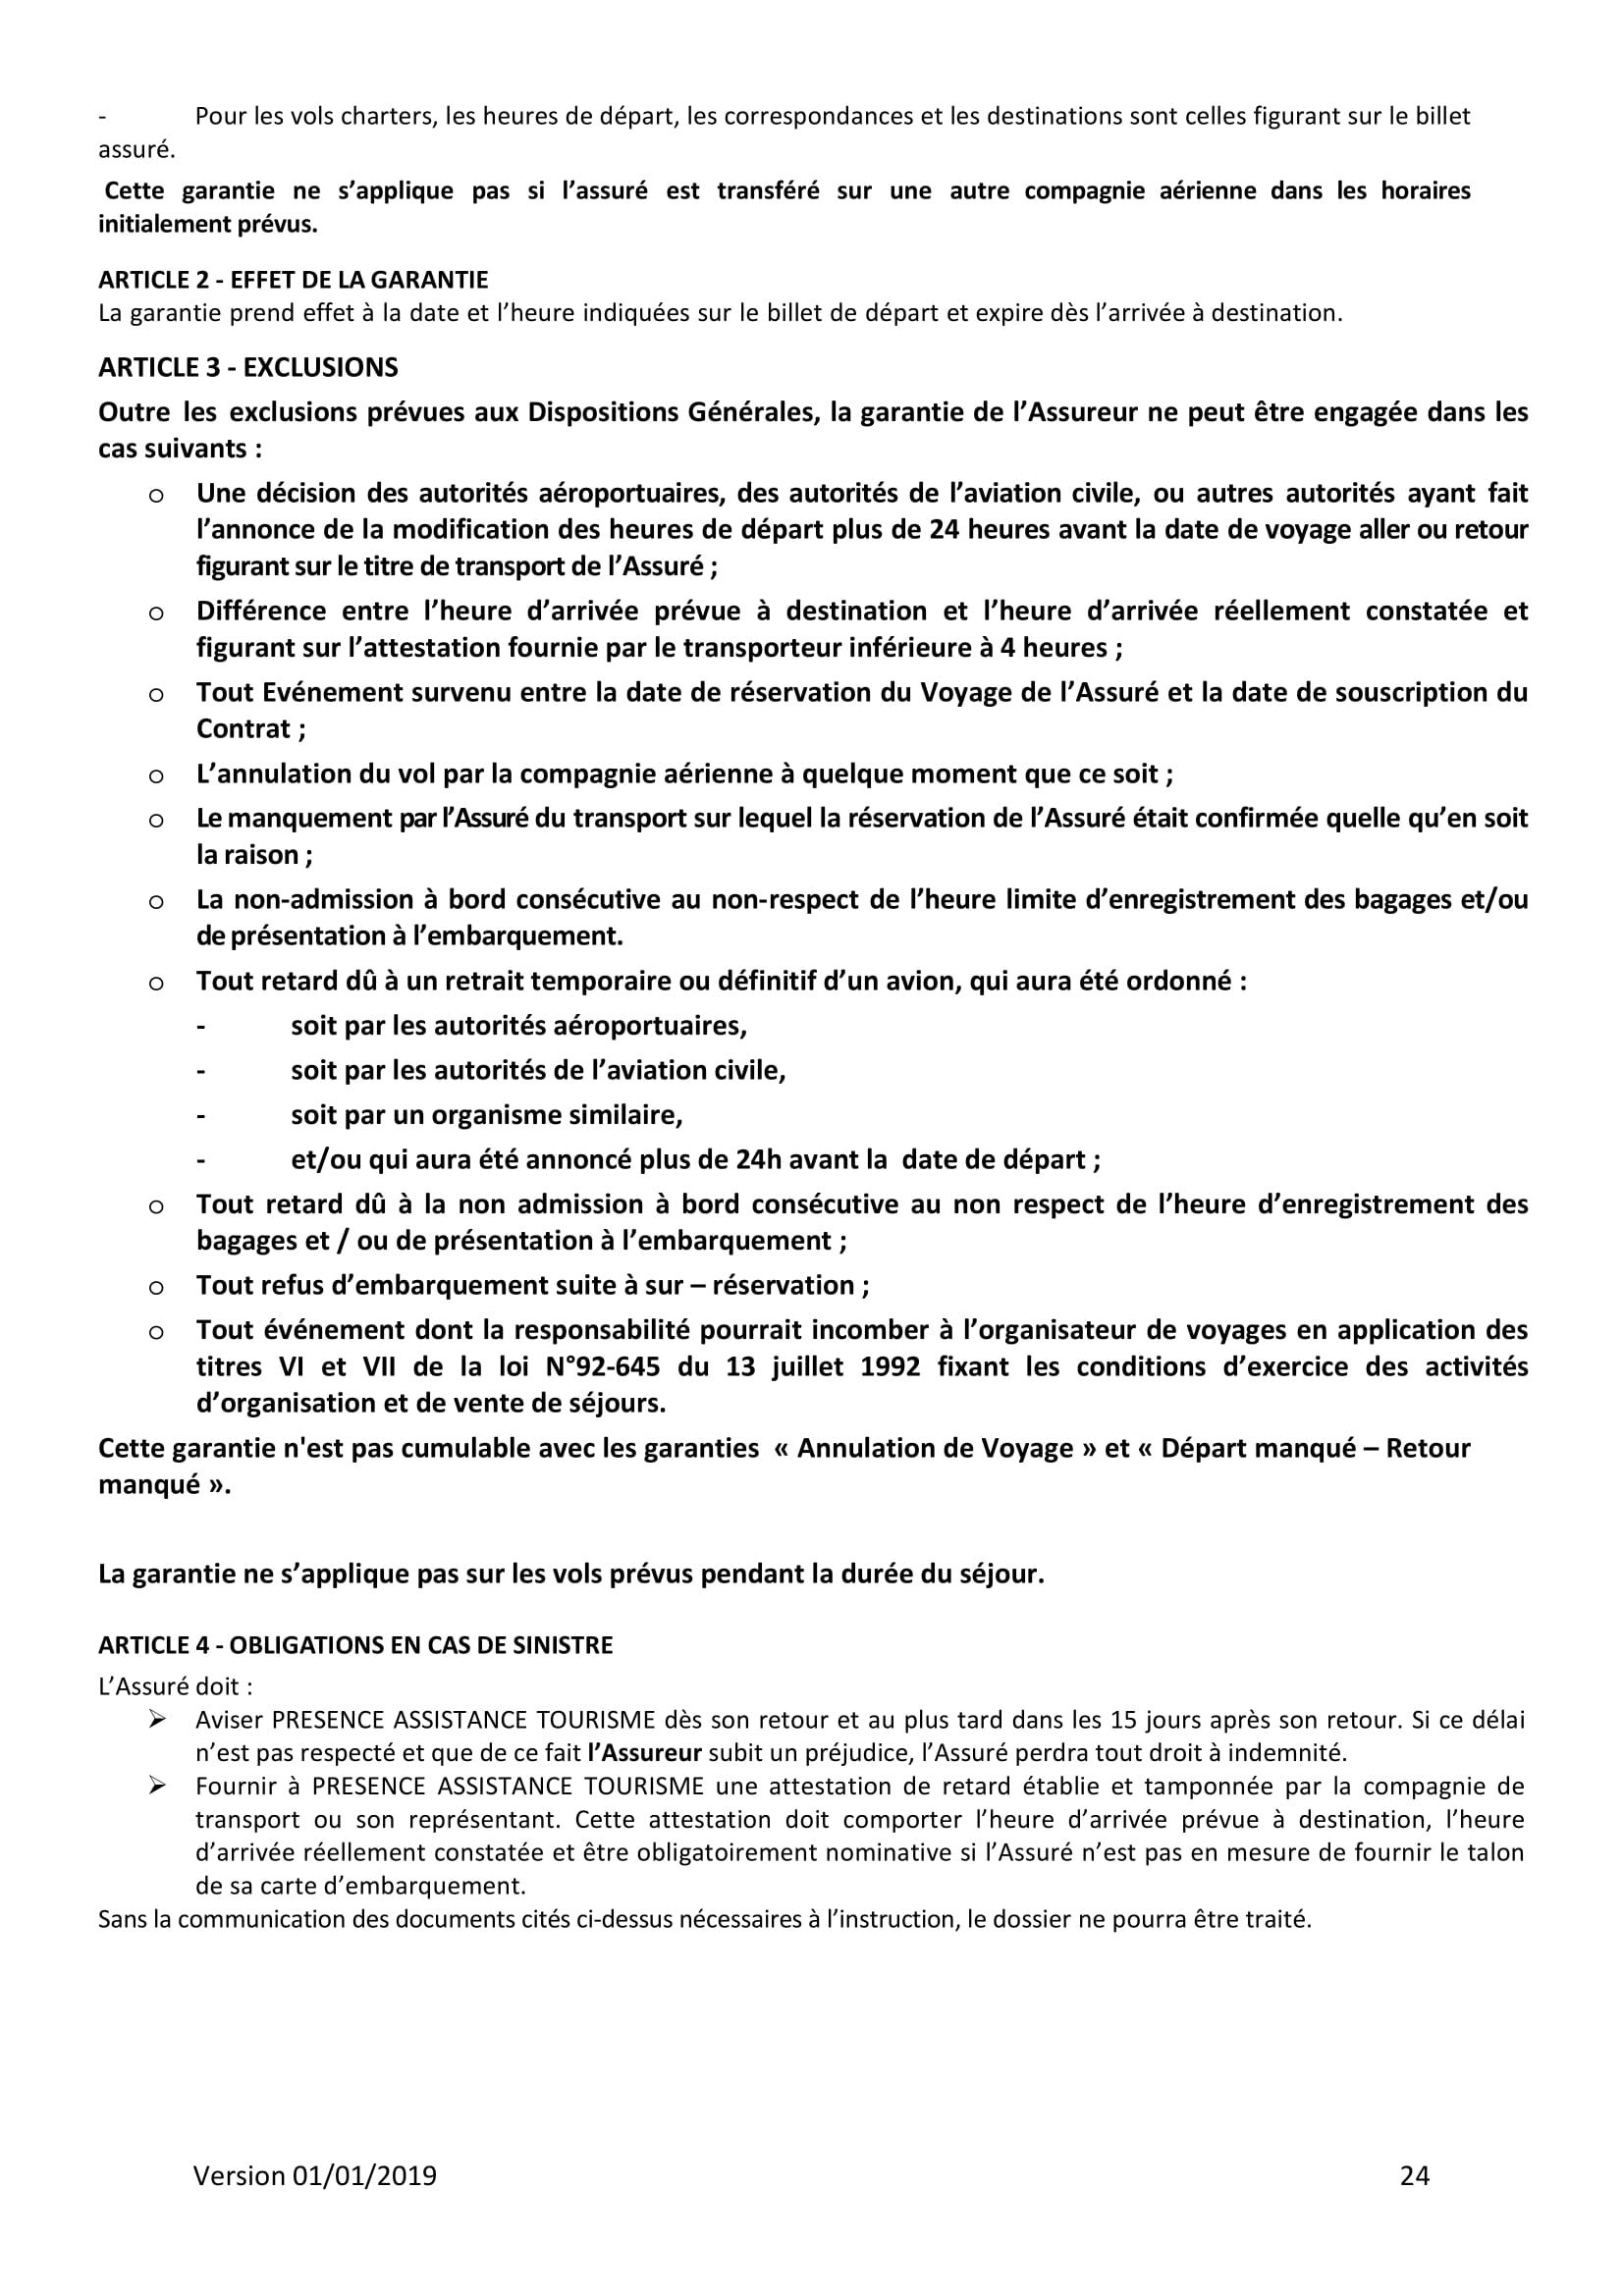 - Pour les vols charters, les heures de départ, les correspondances et les destinations sont celles figurant sur le billet
assuré.
Cette garantie ne s’applique pas si l’assuré est transféré sur une autre compagnie aérienne dans les horaires
initialement prévus.
ARTICLE 2 - EFFET DE LA GARANTIE
La garantie prend effet à la date et l’heure indiquées sur le billet de départ et expire dès l’arrivée à destination.
ARTICLE 3 - EXCLUSIONS
Outre les exclusions prévues aux Dispositions Générales, la garantie de l’Assureur ne peut être engagée dans les
cas suivants :
o Une décision des autorités aéroportuaires, des autorités de l’aviation civile, ou autres autorités ayant fait
l’annonce de la modification des heures de départ plus de 24 heures avant la date de voyage aller ou retour
figurant sur le titre de transport de l’Assuré ;
o Différence entre l’heure d’arrivée prévue à destination et l’heure d’arrivée réellement constatée et
figurant sur l’attestation fournie par le transporteur inférieure à 4 heures ;
o Tout Evénement survenu entre la date de réservation du Voyage de l’Assuré et la date de souscription du
Contrat ;
o L’annulation du vol par la compagnie aérienne à quelque moment que ce soit ;
o Le manquement par l’Assuré du transport sur lequel la réservation de l’Assuré était confirmée quelle qu’en soit
la raison ;
o La non-admission à bord consécutive au non-respect de l’heure limite d’enregistrement des bagages et/ou
de présentation à l’embarquement.
o Tout retard dû à un retrait temporaire ou définitif d’un avion, qui aura été ordonné :
- soit par les autorités aéroportuaires,
- soit par les autorités de l’aviation civile,
- soit par un organisme similaire,
- et/ou qui aura été annoncé plus de 24h avant la date de départ ;
o Tout retard dû à la non admission à bord consécutive au non respect de l’heure d’enregistrement des
bagages et / ou de présentation à l’embarquement ;
o Tout refus d’embarquement suite à sur – réservation ;
o Tout événement dont la responsabilité pourrait incomber à l’organisateur de voyages en application des
titres VI et VII de la loi N°92-645 du 13 juillet 1992 fixant les conditions d’exercice des activités
d’organisation et de vente de séjours.
Cette garantie n'est pas cumulable avec les garanties « Annulation de Voyage » et « Départ manqué – Retour
manqué ».
La garantie ne s’applique pas sur les vols prévus pendant la durée du séjour.
ARTICLE 4 - OBLIGATIONS EN CAS DE SINISTRE
L’Assuré doit :
➢ Aviser PRESENCE ASSISTANCE TOURISME dès son retour et au plus tard dans les 15 jours après son retour. Si ce délai
n’est pas respecté et que de ce fait l’Assureur subit un préjudice, l’Assuré perdra tout droit à indemnité.
➢ Fournir à PRESENCE ASSISTANCE TOURISME une attestation de retard établie et tamponnée par la compagnie de
transport ou son représentant. Cette attestation doit comporter l’heure d’arrivée prévue à destination, l’heure
d’arrivée réellement constatée et être obligatoirement nominative si l’Assuré n’est pas en mesure de fournir le talon
de sa carte d’embarquement.
Sans la communication des documents cités ci-dessus nécessaires à l’instruction, le dossier ne pourra être traité.
Version 01/01/2019 24